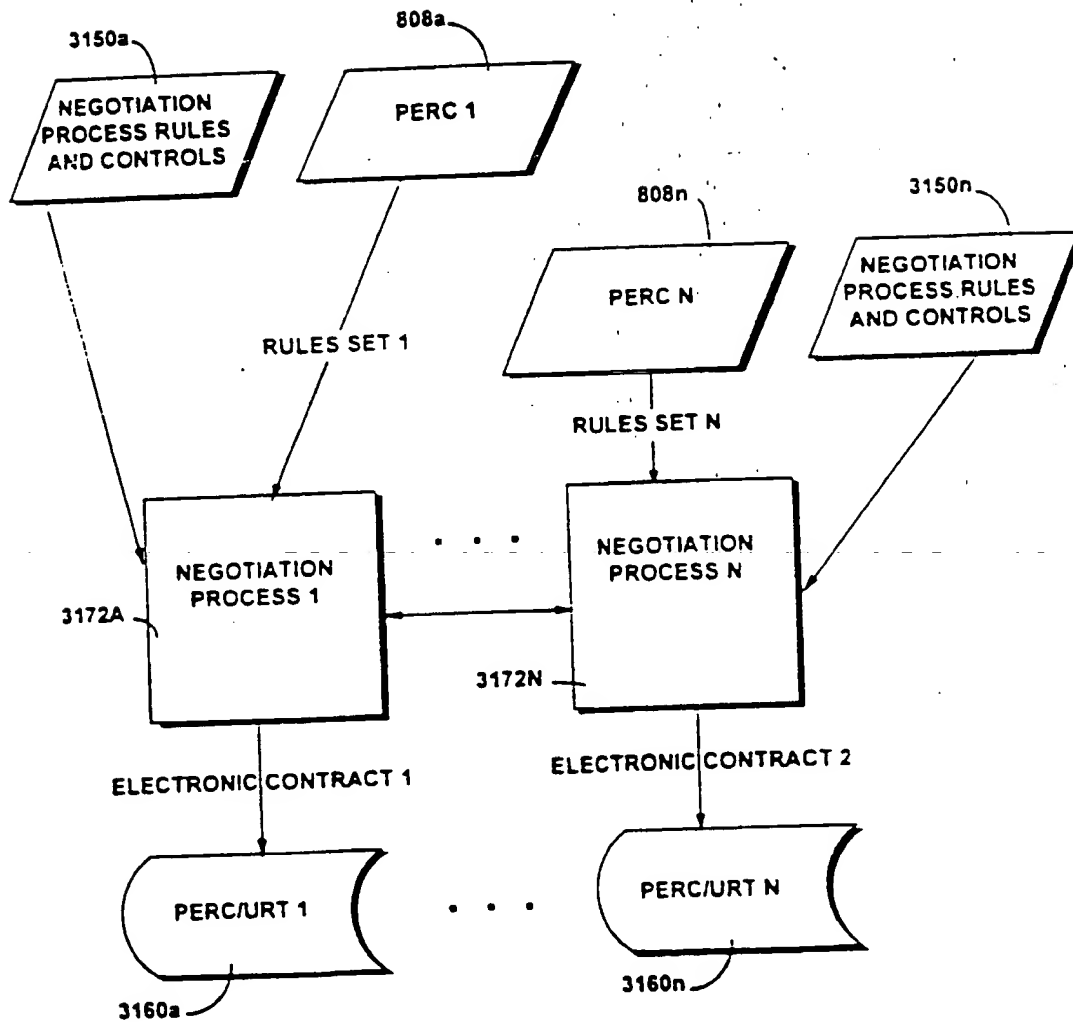 3150a
808a
NEGOTIATION
PROCESS RULES
AND CONTROLS
PERC 1
808n
3150n
PERC N
NEGOTIATION
PROCESS RULES
AND CONTROLS
RULES SET 1
RULES SET N
NEGOTIATION
PROCESS 1
NEGOTIATION
PROCESS N
3172A
3172N
ELECTRONIC CONTRACT 1
ELECTRONIC CONTRACT 2
PERC/URT 1
PERC/URT N
3160a
3160n